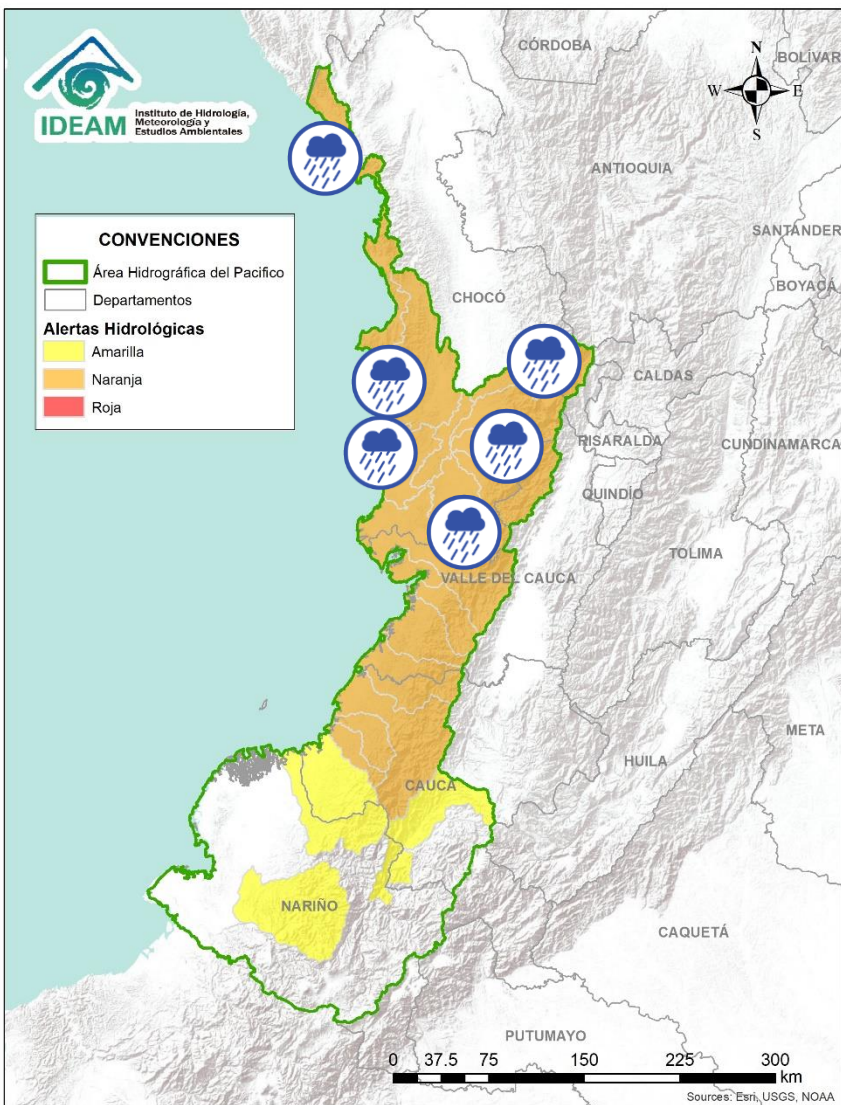 IDEAM
Instituto de Hidrología,
Meteorología y
Estudios Ambientales
CÓRDOBA
BOLÍVAR
N
W
E
S
ANTIOQUIA
SANTANDER
BOYACÁ
CHOCÓ
CONVENCIONES
Área Hidrográfica del Pacifico
Departamentos
Alertas Hidrológicas
Amarilla
Naranja
Roja
CALDAS
RISARALDA
CUNDINAMARCA
QUINDÍO
TOLIMA
VALLE DEL CAUCA
META
HUILA
CAUCA
NARIÑO
CAQUETÁ
PUTUMAYO
0 37.5 75 150 225 300
km
Sources: Esri, USGS, NOAA